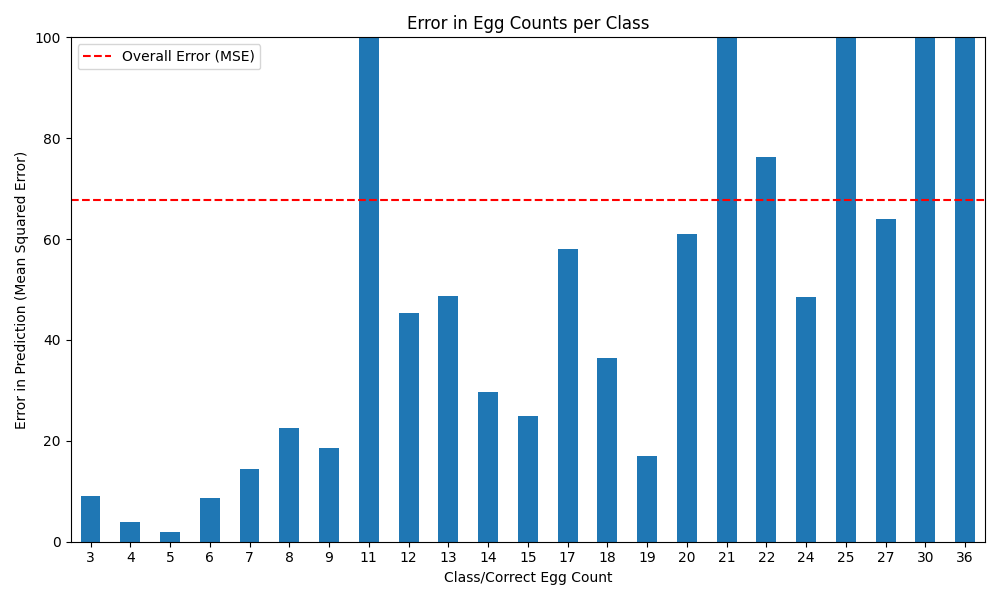 Error in Egg Counts per Class
Overall Error (MSE)
Error in Prediction (Mean Squared Error)
100
80
60
40
20
0
3 4 5 6 7 8 9 11 12 13 14 15 17 18 19 20 21 22 24 25 27 30 36
Class/Correct Egg Count